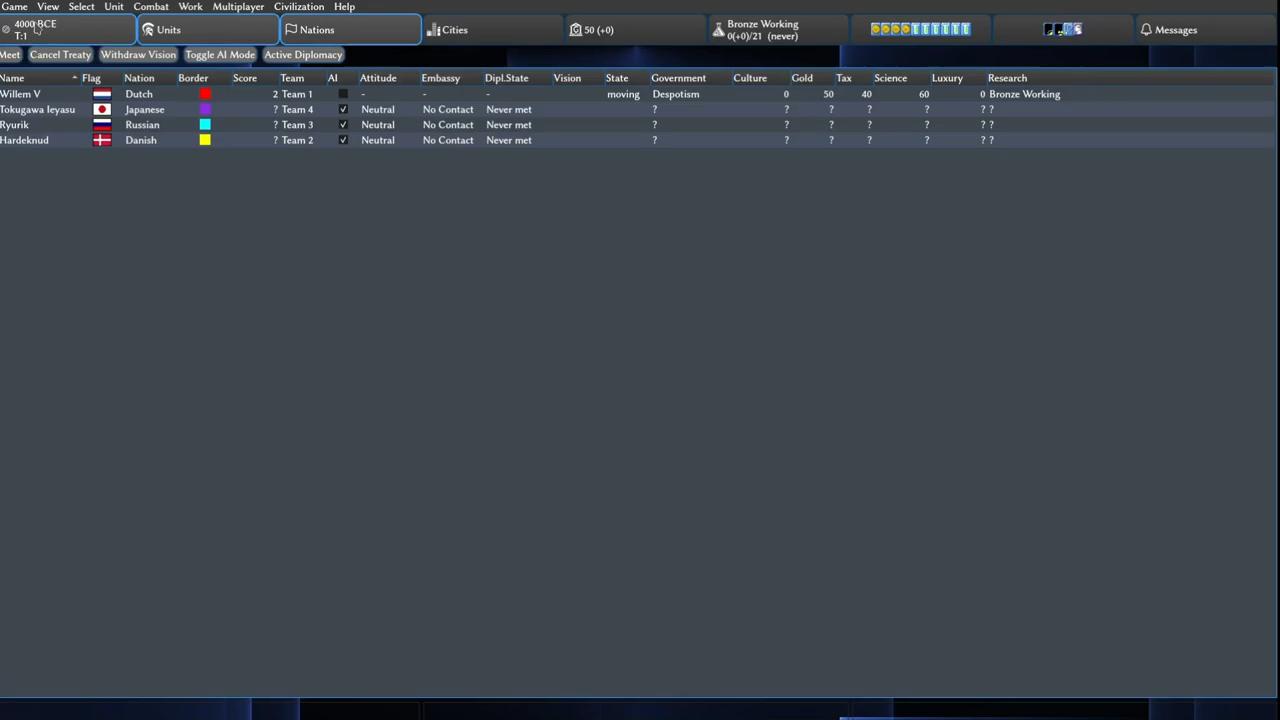 Game View Select Unit Combat Work Multiplayer Civilization Help
4000 BCE
T:1
Units
Nations
Cities
50 (+0)
Bronze Working
0(+0)/21 (never)
Messages
Meet Cancel Treaty Withdraw Vision Toggle AI Mode Active Diplomacy
Name Flag Nation Border Score Team AI Attitude Embassy Dipl.State Vision State Government Culture Gold Tax Science Luxury Research
Willem V Dutch 2 Team 1 - - - moving Despotism 0 50 40 60 0 Bronze Working
Tokugawa Ieyasu Japanese ? Team 4 Neutral No Contact Never met ? ? ? ? ? ? ?
Ryurik Russian ? Team 3 Neutral No Contact Never met ? ? ? ? ? ? ?
Hardeknud Danish ? Team 2 Neutral No Contact Never met ? ? ? ? ? ? ?